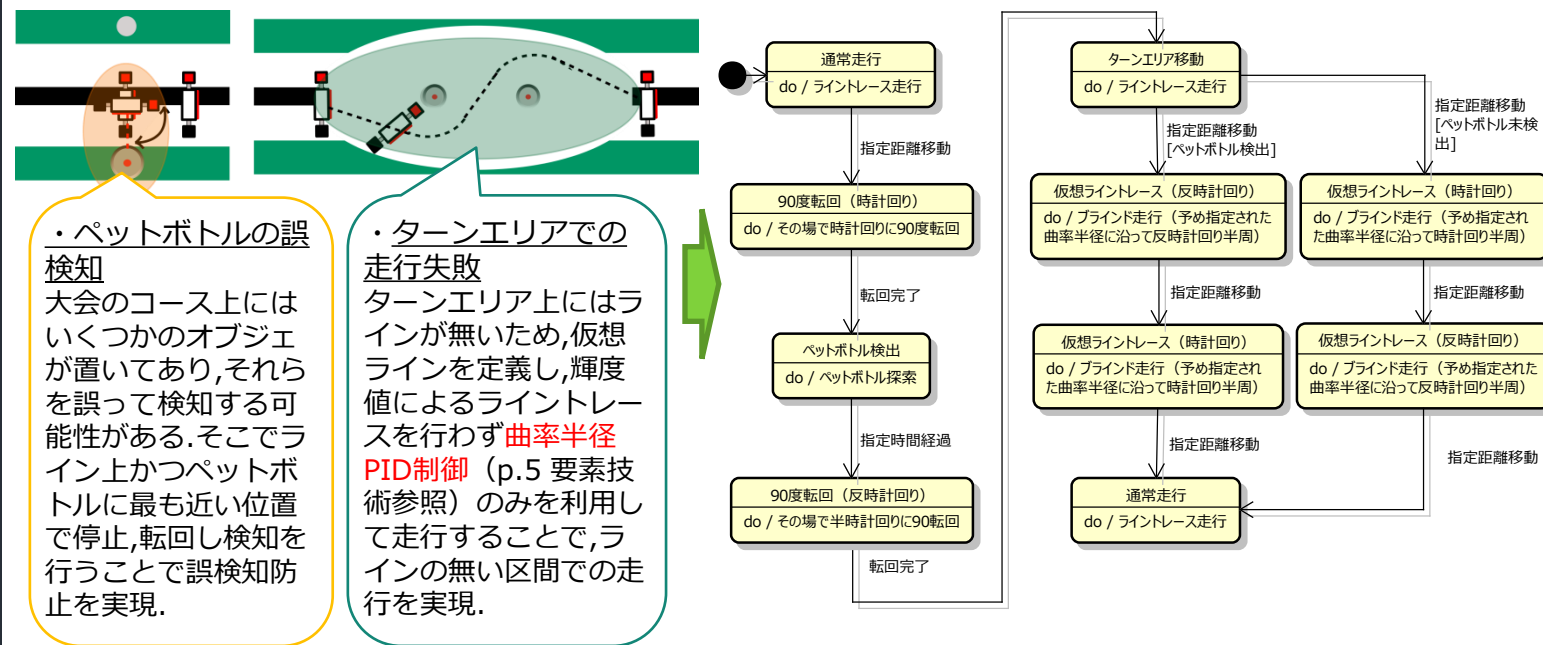 ・ペットボトルの誤
検知
大会のコース上には
いくつかのオブジェ
が置いてあり,それら
を誤って検知する可
能性がある.そこでラ
イン上かつペットボ
トルに最も近い位置
で停止,転回し検知を
行うことで誤検知防
止を実現.
・ターンエリアでの
走行失敗
ターンエリア上にはラ
インが無いため,仮想
ラインを定義し,輝度
値によるライントレー
スを行わず曲率半径
PID制御（p.5 要素技
術参照）のみを利用し
て走行することで,ラ
インの無い区間での走
行を実現.
通常走行
do / ライントレース走行
指定距離移動
90度転回（時計回り）
do / その場で時計回りに90度転回
転回完了
ペットボトル検出
do / ペットボトル探索
指定時間経過
90度転回（反時計回り）
do / その場で半時計回りに90転回
転回完了
ターンエリア移動
do / ライントレース走行
指定距離移動
[ペットボトル検出]
指定距離移動
[ペットボトル未検
出]
仮想ライントレース（反時計回り）
do / ブラインド走行（予め指定された
曲率半径に沿って反時計回り半周）
仮想ライントレース（時計回り）
do / ブラインド走行（予め指定され
た曲率半径に沿って時計回り半周）
指定距離移動
指定距離移動
仮想ライントレース（時計回り）
do / ブラインド走行（予め指定され
た曲率半径に沿って時計回り半周）
仮想ライントレース（反時計回り）
do / ブラインド走行（予め指定された
曲率半径に沿って反時計回り半周）
指定距離移動
指定距離移動
通常走行
do / ライントレース走行